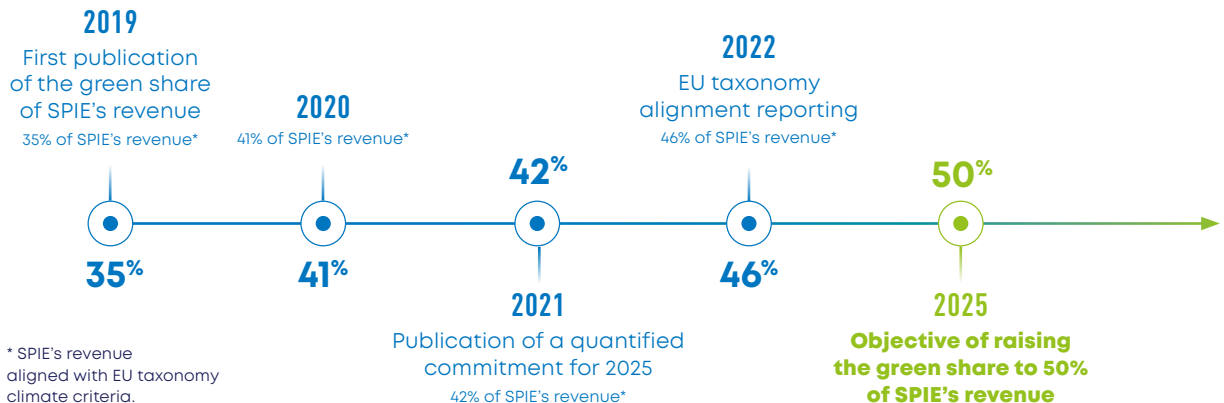 2019
First publication
of the green share
of SPIE's revenue
35% of SPIE's revenue*
35%
2020
41% of SPIE's revenue*
41%
42%
2021
Publication of a quantified
commitment for 2025
42% of SPIE's revenue*
2022
EU taxonomy
alignment reporting
46% of SPIE's revenue*
46%
50%
2025
Objective of raising
the green share to 50%
of SPIE's revenue
* SPIE's revenue
aligned with EU taxonomy
climate criteria.